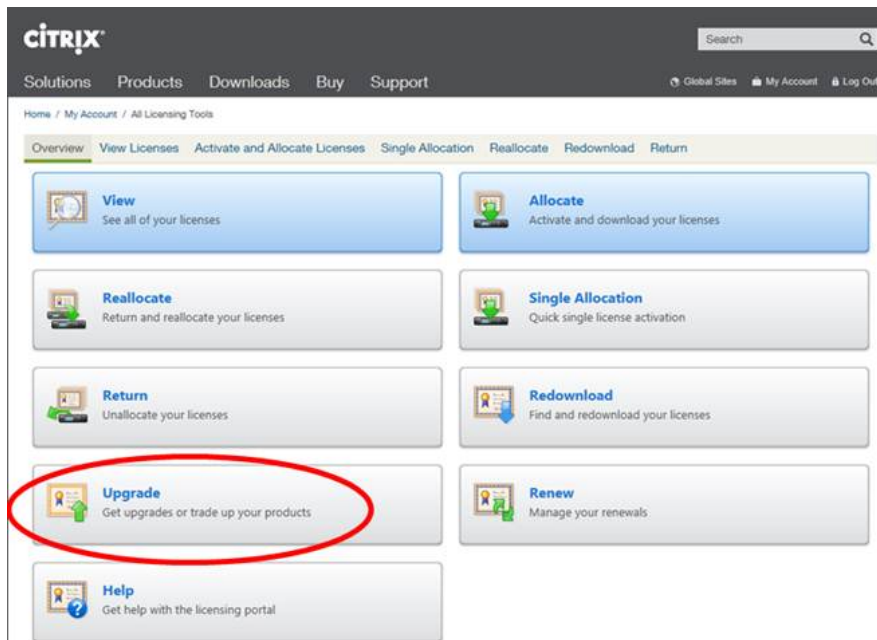 CITRIX
Search
Solutions Products Downloads Buy Support
Global Sites My Account Log Out
Home / My Account / All Licensing Tools
Overview View Licenses Activate and Allocate Licenses Single Allocation Reallocate Redownload Return
View
See all of your licenses
Allocate
Activate and download your licenses
Reallocate
Return and reallocate your licenses
Single Allocation
Quick single license activation
Return
Unallocate your licenses
Redownload
Find and redownload your licenses
Upgrade
Get upgrades or trade up your products
Renew
Manage your renewals
Help
Get help with the licensing portal